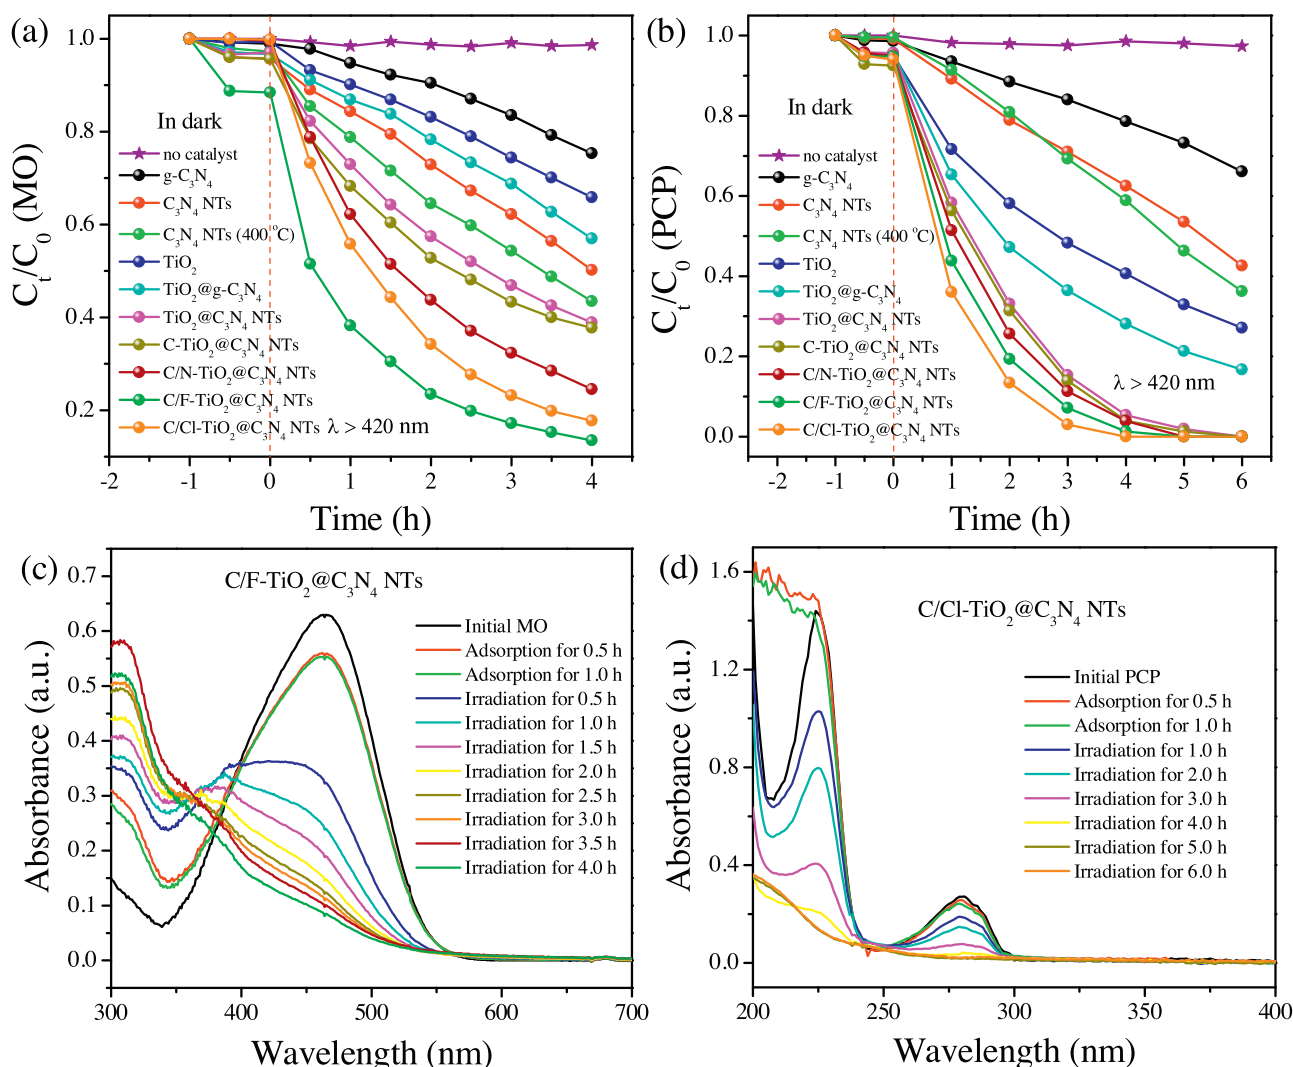 (a)
1.0
0.8
0.6
0.4
0.2
Cₜ/C₀ (MO)
In dark
no catalyst
g-C₃N₄
C₃N₄ NTs
C₃N₄ NTs (400 °C)
TiO₂
TiO₂@g-C₃N₄
TiO₂@C₃N₄ NTs
C-TiO₂@C₃N₄ NTs
C/N-TiO₂@C₃N₄ NTs
C/F-TiO₂@C₃N₄ NTs
C/Cl-TiO₂@C₃N₄ NTs
λ > 420 nm
-2 -1 0 1 2 3 4
Time (h)
(b)
1.0
0.8
0.6
0.4
0.2
0.0
Cₜ/C₀ (PCP)
In dark
no catalyst
g-C₃N₄
C₃N₄ NTs
C₃N₄ NTs (400 °C)
TiO₂
TiO₂@g-C₃N₄
TiO₂@C₃N₄ NTs
C-TiO₂@C₃N₄ NTs
C/N-TiO₂@C₃N₄ NTs
C/F-TiO₂@C₃N₄ NTs
C/Cl-TiO₂@C₃N₄ NTs
λ > 420 nm
-2 -1 0 1 2 3 4 5 6
Time (h)
(c)
C/F-TiO₂@C₃N₄ NTs
0.7
0.6
0.5
0.4
0.3
0.2
0.1
0.0
Absorbance (a.u.)
Initial MO
Adsorption for 0.5 h
Adsorption for 1.0 h
Irradiation for 0.5 h
Irradiation for 1.0 h
Irradiation for 1.5 h
Irradiation for 2.0 h
Irradiation for 2.5 h
Irradiation for 3.0 h
Irradiation for 3.5 h
Irradiation for 4.0 h
300 400 500 600 700
Wavelength (nm)
(d)
C/Cl-TiO₂@C₃N₄ NTs
1.6
1.2
0.8
0.4
0.0
Absorbance (a.u.)
Initial PCP
Adsorption for 0.5 h
Adsorption for 1.0 h
Irradiation for 1.0 h
Irradiation for 2.0 h
Irradiation for 3.0 h
Irradiation for 4.0 h
Irradiation for 5.0 h
Irradiation for 6.0 h
200 250 300 350 400
Wavelength (nm)